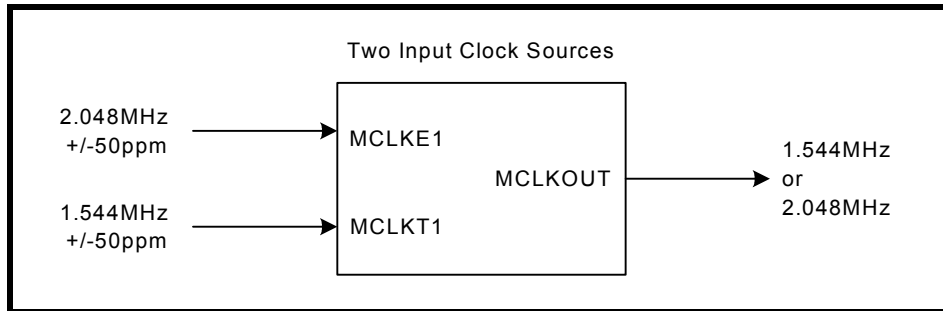 Two Input Clock Sources
2.048MHz
+/-50ppm
MCLKE1
MCLKOUT
1.544MHz
or
2.048MHz
1.544MHz
+/-50ppm
MCLKT1